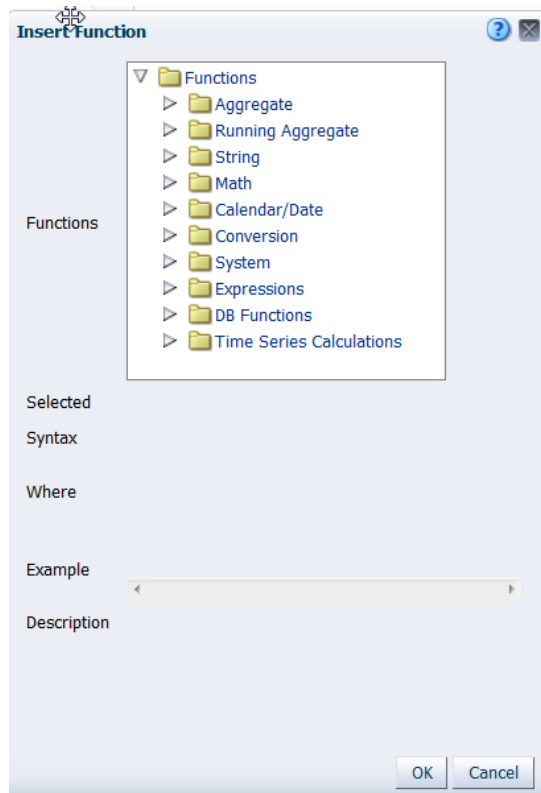 Insert Function
Functions
Aggregate
Running Aggregate
String
Math
Calendar/Date
Functions
Conversion
System
Expressions
DB Functions
Time Series Calculations
Selected
Syntax
Where
Example
Description
OK Cancel